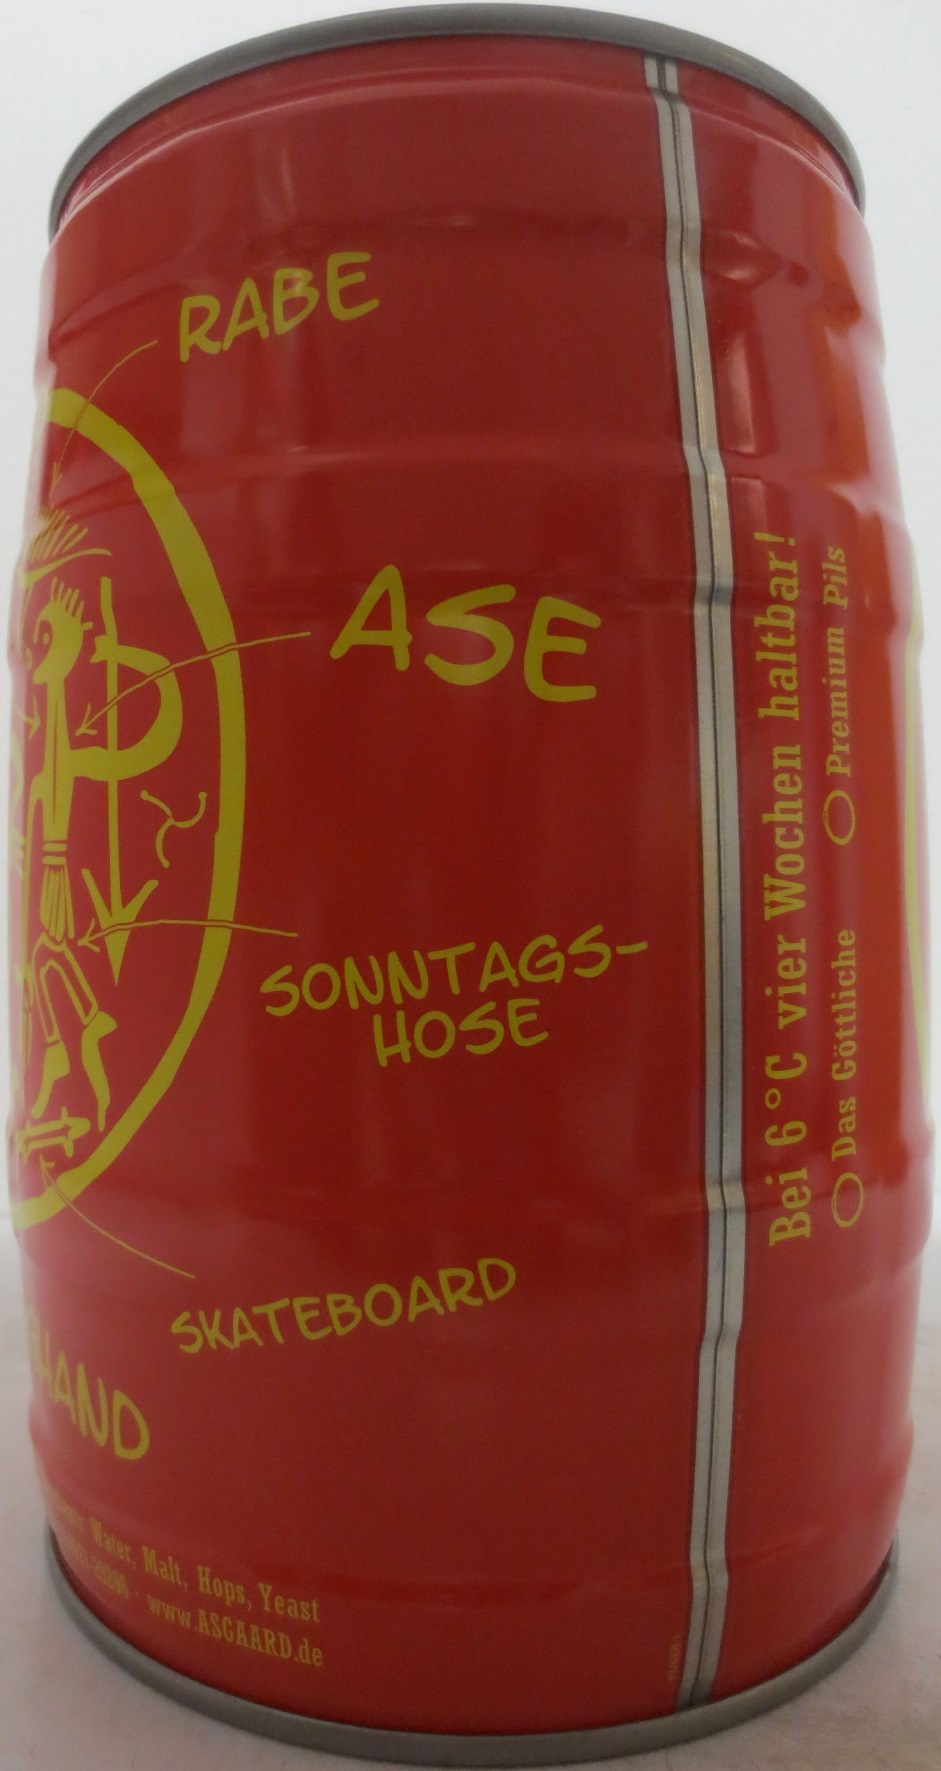 RABE
ASE
SONNTAGS-
HOSE
SKATEBOARD
HAND
Water, Malt, Hops, Yeast
www.ASGAARD.de
Bei 6 °C vier Wochen haltbar!
Das Göttliche Premium Pils